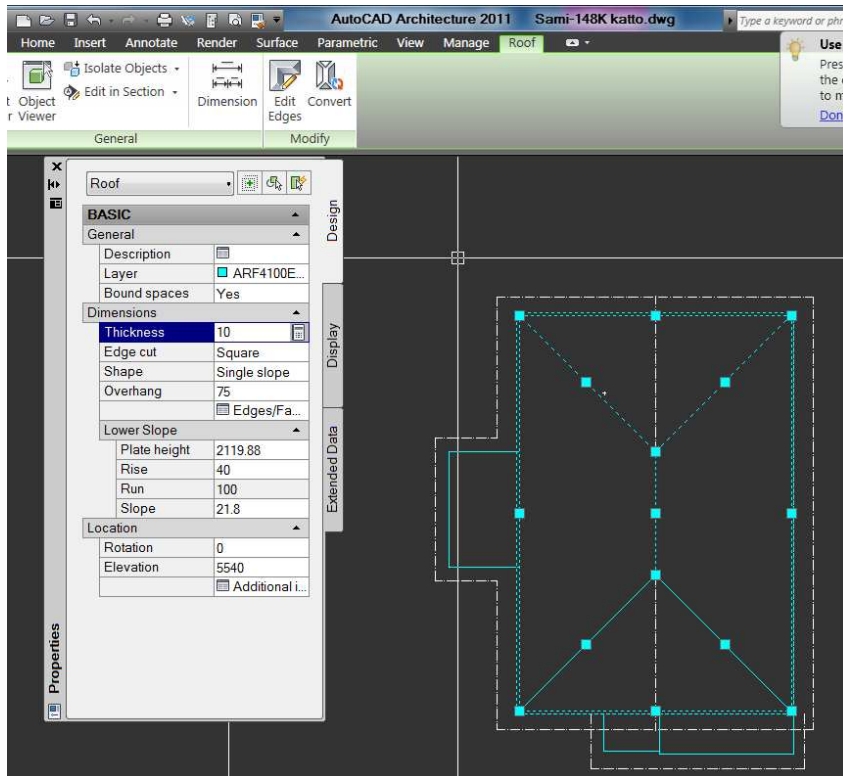 AutoCAD Architecture 2011 Sami-148K katto.dwg
Type a keyword or phr
Home Insert Annotate Render Surface Parametric View Manage Roof
Use
Pres
the
to m
Don
Isolate Objects
Edit in Section
t Object
r Viewer
Dimension
Edit
Edges
Convert
General
Modify
Roof
BASIC
General
Description
Layer ARF4100E...
Bound spaces Yes
Dimensions
Thickness 10
Edge cut Square
Shape Single slope
Overhang 75
Edges/Fa...
Lower Slope
Plate height 2119.88
Rise 40
Run 100
Slope 21.8
Location
Rotation 0
Elevation 5540
Additional i...
Design
Display
Extended Data
Properties